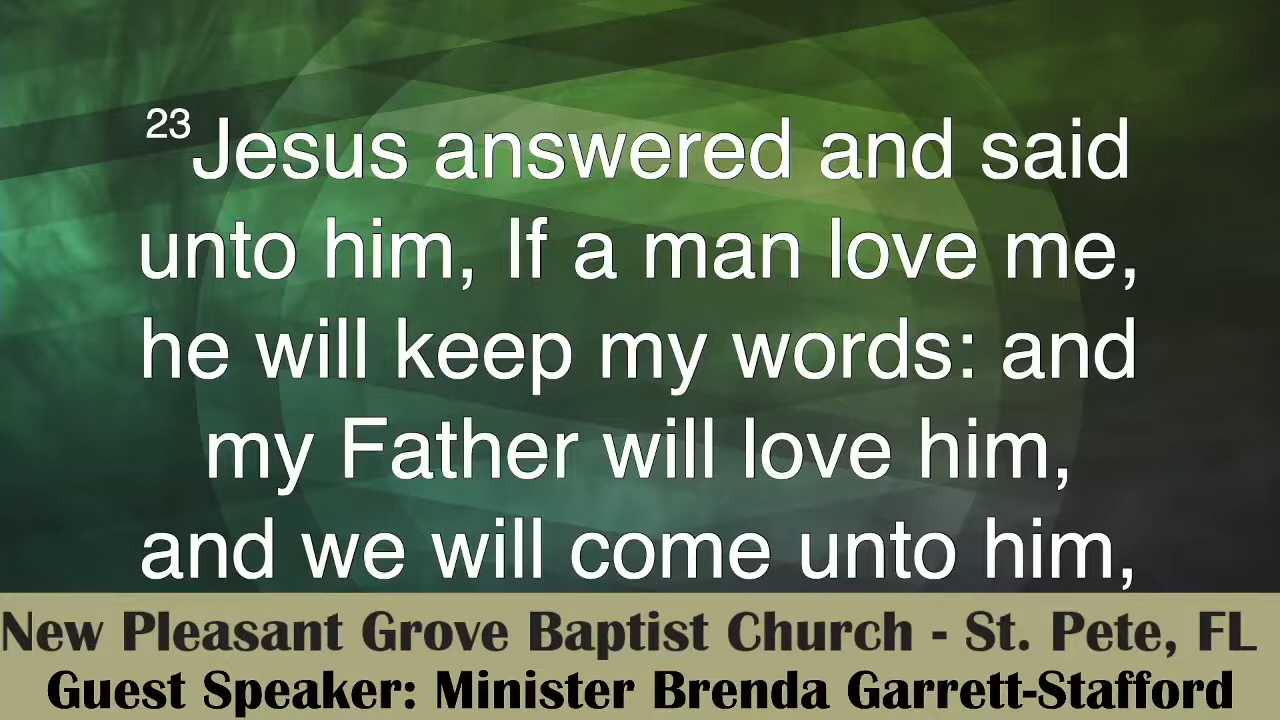 23 Jesus answered and said
unto him, If a man love me,
he will keep my words: and
my Father will love him,
and we will come unto him,
New Pleasant Grove Baptist Church - St. Pete, FL
Guest Speaker: Minister Brenda Garrett-Stafford